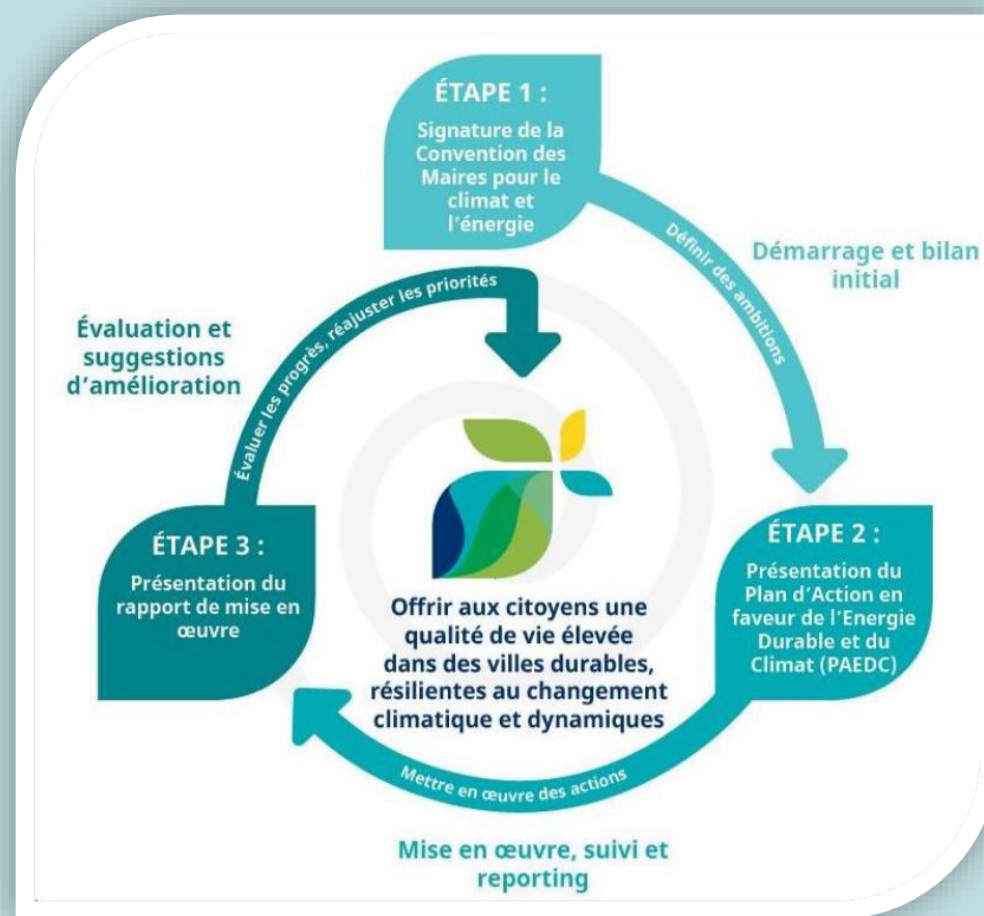 ÉTAPE 1 :
Signature de la
Convention des
Maires pour le
climat et
l'énergie
Définir des ambitions
Démarrage et bilan
initial
ÉTAPE 2 :
Présentation du
Plan d'Action en
faveur de l'Energie
Durable et du
Climat (PAEDC)
Mettre en œuvre des actions
Mise en œuvre, suivi et
reporting
ÉTAPE 3 :
Présentation du
rapport de mise en
œuvre
Évaluer les progrès, réajuster les priorités
Évaluation et
suggestions
d'amélioration
Offrir aux citoyens une
qualité de vie élevée
dans des villes durables,
résilientes au changement
climatique et dynamiques